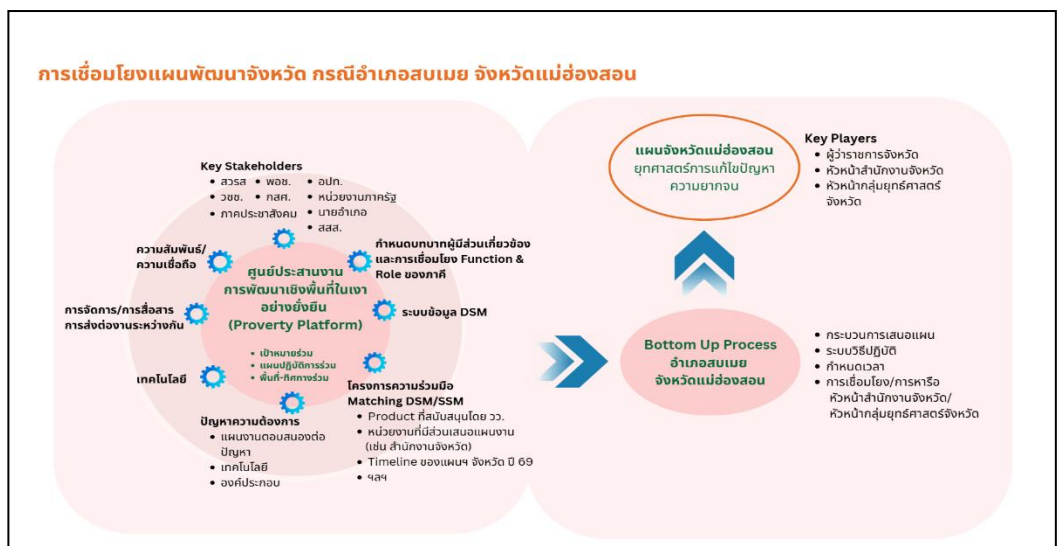 การเชื่อมโยงแผนพัฒนาจังหวัด กรณีอำเภอสบเมย จังหวัดแม่ฮ่องสอน
Key Stakeholders
• สวรส • พอช. • อปท.
• วชช. • กสศ. • หน่วยงานภาครัฐ
• ภาคประชาสังคม • นายอำเภอ
• สสส.
ความสัมพันธ์/
ความเชื่อถือ
กำหนดบทบาทผู้มีส่วนเกี่ยวข้อง
และการเชื่อมโยง Function &
Role ของภาคี
ศูนย์ประสานงาน
การพัฒนาเชิงพื้นที่ในเงา
อย่างยั่งยืน
(Proverty Platform)
• เป้าหมายร่วม
• แผนปฏิบัติการร่วม
• พื้นที่-ทิศทางร่วม
การจัดการ/การสื่อสาร
การส่งต่องานระหว่างกัน
ระบบข้อมูล DSM
เทคโนโลยี
ปัญหาความต้องการ
• แผนงานตอบสนองต่อ
ปัญหา
• เทคโนโลยี
• องค์ประกอบ
โครงการความร่วมมือ
Matching DSM/SSM
• Product ที่สนับสนุนโดย วว.
• หน่วยงานที่มีส่วนเสนอแผนงาน
(เช่น สำนักงานจังหวัด)
• Timeline ของแผนฯ จังหวัด ปี 69
• ฯลฯ
แผนจังหวัดแม่ฮ่องสอน
ยุทศาสตร์การแก้ไขปัญหา
ความยากจน
Key Players
• ผู้ว่าราชการจังหวัด
• หัวหน้าสำนักงานจังหวัด
• หัวหน้ากลุ่มยุทธ์ศาสตร์
จังหวัด
Bottom Up Process
อำเภอสบเมย
จังหวัดแม่ฮ่องสอน
• กระบวนการเสนอแผน
• ระบบวิธีปฏิบัติ
• กำหนดเวลา
• การเชื่อมโยง/การหารือ
หัวหน้าสำนักงานจังหวัด/
หัวหน้ากลุ่มยุทธ์ศาสตร์จังหวัด